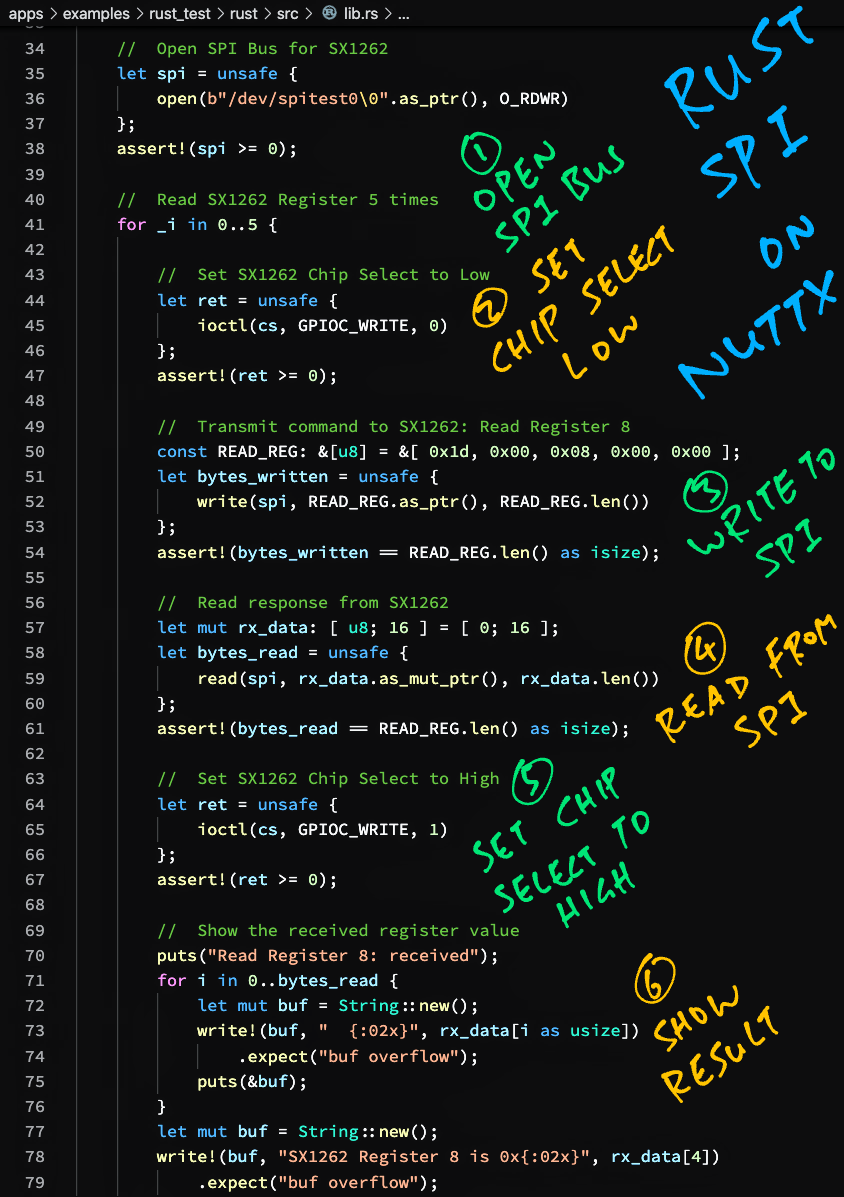 apps > examples > rust_test > rust > src > lib.rs > ...
34 // Open SPI Bus for SX1262
35 let spi = unsafe {
36 open(b"/dev/spitest0\0".as_ptr(), O_RDWR)
37 };
38 assert!(spi >= 0);
39
40 // Read SX1262 Register 5 times
41 for _i in 0..5 {
42
43 // Set SX1262 Chip Select to Low
44 let ret = unsafe {
45 ioctl(cs, GPIOC_WRITE, 0)
46 };
47 assert!(ret >= 0);
48
49 // Transmit command to SX1262: Read Register 8
50 const READ_REG: &[u8] = &[ 0x1d, 0x00, 0x08, 0x00, 0x00 ];
51 let bytes_written = unsafe {
52 write(spi, READ_REG.as_ptr(), READ_REG.len())
53 };
54 assert!(bytes_written == READ_REG.len() as isize);
55
56 // Read response from SX1262
57 let mut rx_data: [ u8; 16 ] = [ 0; 16 ];
58 let bytes_read = unsafe {
59 read(spi, rx_data.as_mut_ptr(), rx_data.len())
60 };
61 assert!(bytes_read == READ_REG.len() as isize);
62
63 // Set SX1262 Chip Select to High
64 let ret = unsafe {
65 ioctl(cs, GPIOC_WRITE, 1)
66 };
67 assert!(ret >= 0);
68
69 // Show the received register value
70 puts("Read Register 8: received");
71 for i in 0..bytes_read {
72 let mut buf = String::new();
73 write!(buf, "  {:02x}", rx_data[i as usize])
74 .expect("buf overflow");
75 puts(&buf);
76 }
77 let mut buf = String::new();
78 write!(buf, "SX1262 Register 8 is 0x{:02x}", rx_data[4])
79 .expect("buf overflow");
RUST
SPI
ON
NUTTX
1
OPEN
SPI BUS
2 SET
CHIP SELECT
LOW
3
WRITE TO
SPI
4
READ FROM
SPI
5
SET CHIP
SELECT TO
HIGH
6
SHOW
RESULT